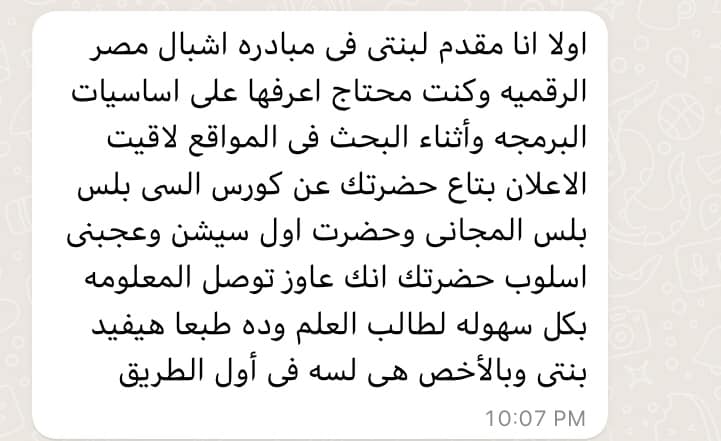 اولا انا مقدم لبنتى فى مبادره اشبال مصر
الرقميه وكنت محتاج اعرفها على اساسيات
البرمجه وأثناء البحث فى المواقع لاقيت
الاعلان بتاع حضرتك عن كورس السى بلس
بلس المجانى وحضرت اول سيشن وعجبنى
اسلوب حضرتك انك عاوز توصل المعلومه
بكل سهوله لطالب العلم وده طبعا هيفيد
بنتى وبالأخص هى لسه فى أول الطريق
10:07 PM